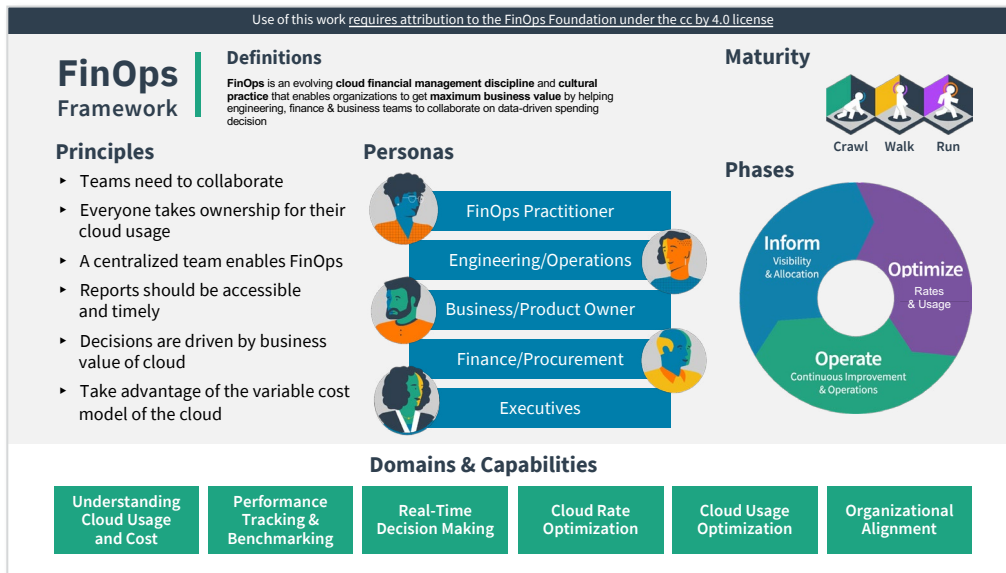 Use of this work requires attribution to the FinOps Foundation under the cc by 4.0 license
FinOps
Framework
Definitions
FinOps is an evolving cloud financial management discipline and cultural
practice that enables organizations to get maximum business value by helping
engineering, finance & business teams to collaborate on data-driven spending
decision
Maturity
Crawl
Walk
Run
Principles
▸ Teams need to collaborate
▸ Everyone takes ownership for their
cloud usage
▸ A centralized team enables FinOps
▸ Reports should be accessible
and timely
▸ Decisions are driven by business
value of cloud
▸ Take advantage of the variable cost
model of the cloud
Personas
FinOps Practitioner
Engineering/Operations
Business/Product Owner
Finance/Procurement
Executives
Phases
Inform
Visibility
& Allocation
Optimize
Rates
& Usage
Operate
Continuous Improvement
& Operations
Domains & Capabilities
Understanding
Cloud Usage
and Cost
Performance
Tracking &
Benchmarking
Real-Time
Decision Making
Cloud Rate
Optimization
Cloud Usage
Optimization
Organizational
Alignment